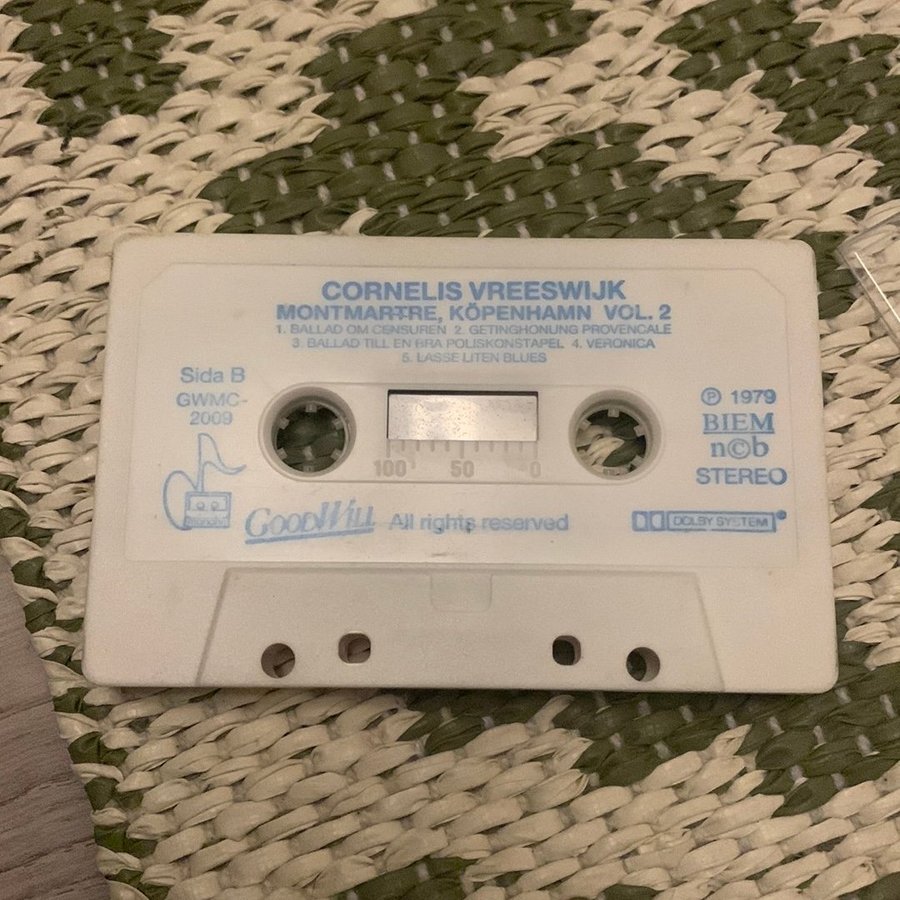 CORNELIS VREESWIJK
MONTMARTRE, KÖPENHAMN VOL. 2
1. BALLAD OM CENSUREN 2. GETINGHONUNG PROVENCALE
3. BALLAD TILL EN BRA POLISKONSTAPEL 4. VERONICA
5. LASSE LITEN BLUES
Sida B
GWMC-
2009
℗ 1979
BIEM
n©b
STEREO
100 50 0
GOODWILL All rights reserved
DOLBY SYSTEM